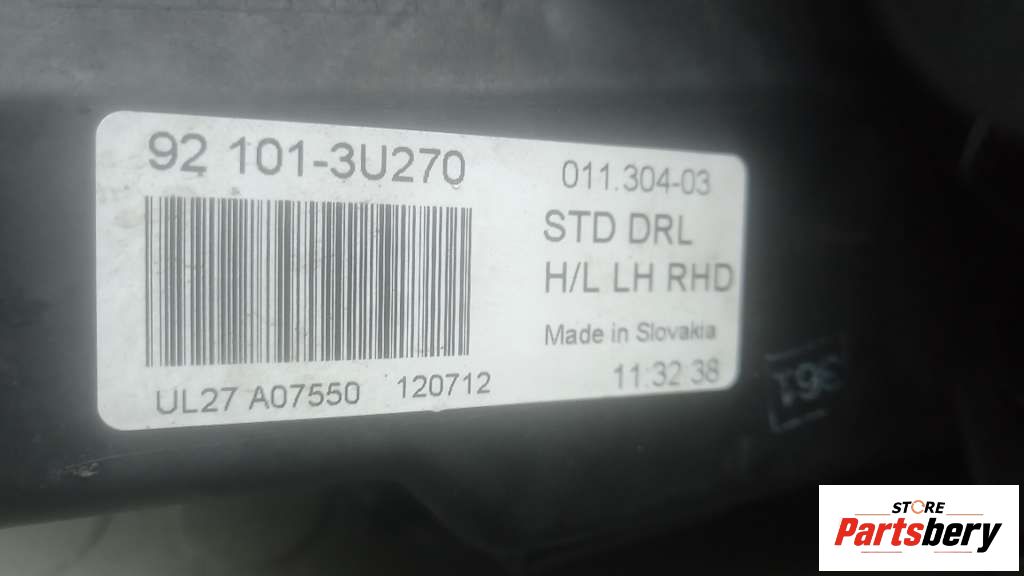 92 101-3U270
UL27 A07550 120712
011.304-03
STD DRL
H/L LH RHD
Made in Slovakia
11:32 38
T96
STORE
Partsbery